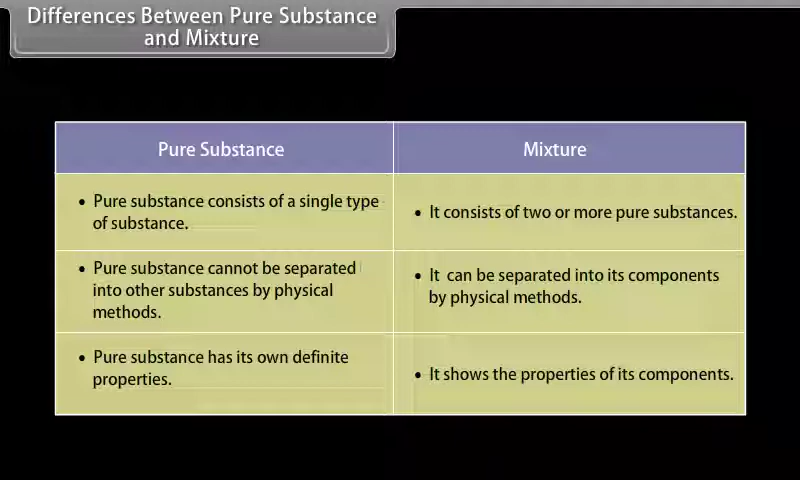 Differences Between Pure Substance
and Mixture
Pure Substance
Mixture
• Pure substance consists of a single type
of substance.
• It consists of two or more pure substances.
• Pure substance cannot be separated
into other substances by physical
methods.
• It can be separated into its components
by physical methods.
• Pure substance has its own definite
properties.
• It shows the properties of its components.